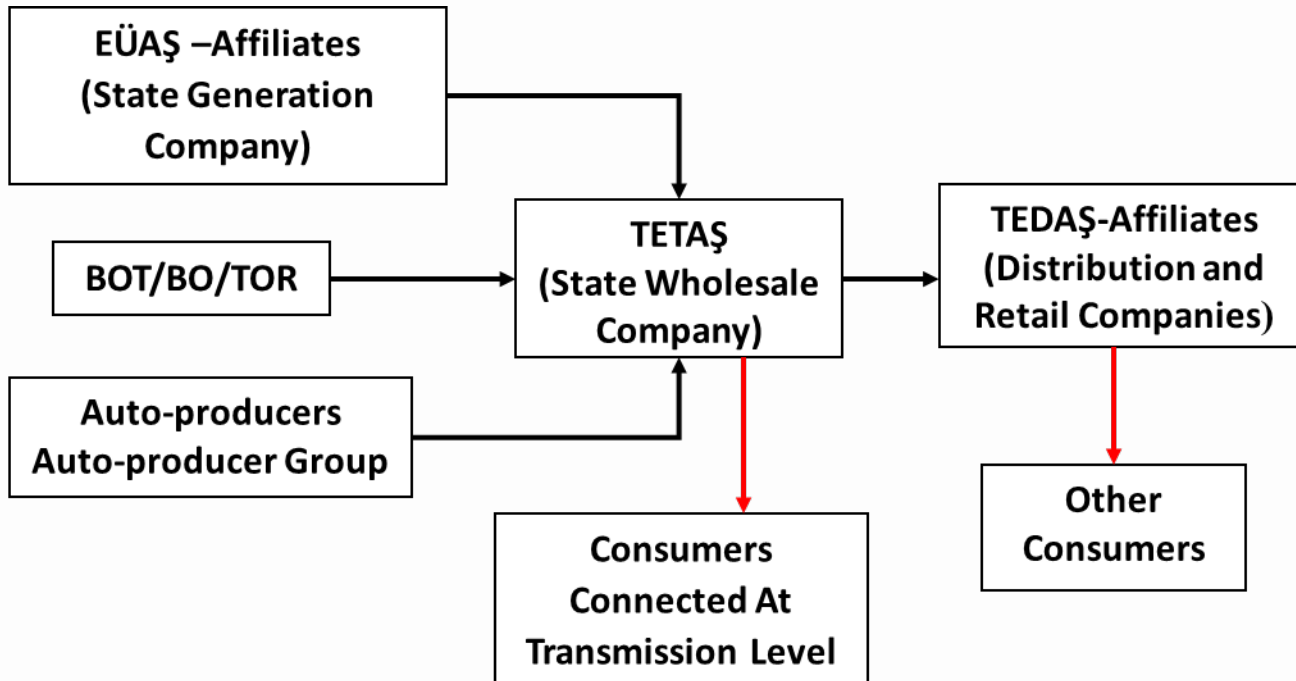 EÜAŞ –Affiliates
(State Generation
Company)
BOT/BO/TOR
Auto-producers
Auto-producer Group
TETAŞ
(State Wholesale
Company)
TEDAŞ-Affiliates
(Distribution and
Retail Companies)
Consumers
Connected At
Transmission Level
Other
Consumers